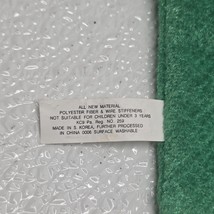 ALL NEW MATERIAL
POLYESTER FIBER & WIRE STIFFENERS
NOT SUITABLE FOR CHILDREN UNDER 3 YEARS
KCII Pa. Reg. NO. 259
MADE IN S. KOREA, FURTHER PROCESSED
IN CHINA 0006 SURFACE WASHABLE